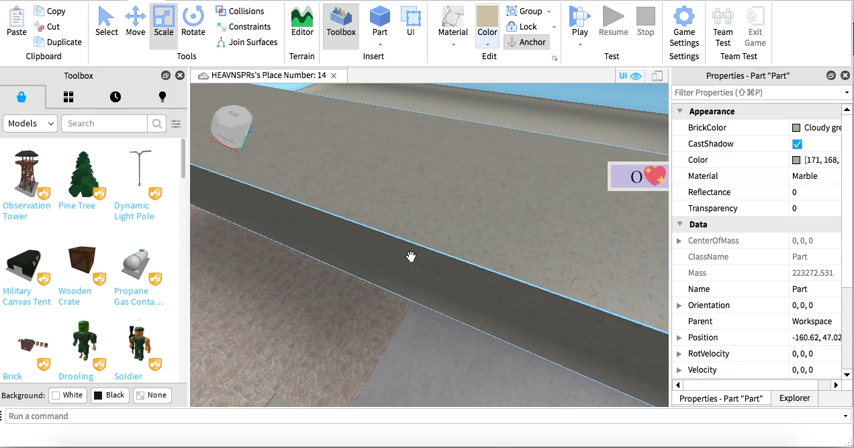 Paste
Copy
Cut
Duplicate
Clipboard
Select
Move
Scale
Rotate
Collisions
Constraints
Join Surfaces
Tools
Editor
Terrain
Toolbox
Part
UI
Insert
Material
Color
Group
Lock
Anchor
Edit
Play
Resume
Stop
Test
Game
Settings
Settings
Team
Test
Exit
Game
Team Test
Toolbox
Models
Search
Observation
Tower
Pine Tree
Dynamic
Light Pole
Military
Canvas Tent
Wooden
Crate
Propane
Gas Conta...
Brick
Drooling
Soldier
Background:
White
Black
None
HEAVNSPRs's Place Number: 14
UI
O
Properties - Part "Part"
Filter Properties (⇧⌘P)
Appearance
BrickColor Cloudy gre
CastShadow
Color [171, 168,
Material Marble
Reflectance 0
Transparency 0
Data
CenterOfMass 0, 0, 0
ClassName Part
Mass 223272.531
Name Part
Orientation 0, 0, 0
Parent Workspace
Position -160.62, 47.02
RotVelocity 0, 0, 0
Velocity 0, 0, 0
Properties - Part "Part"
Explorer
Run a command